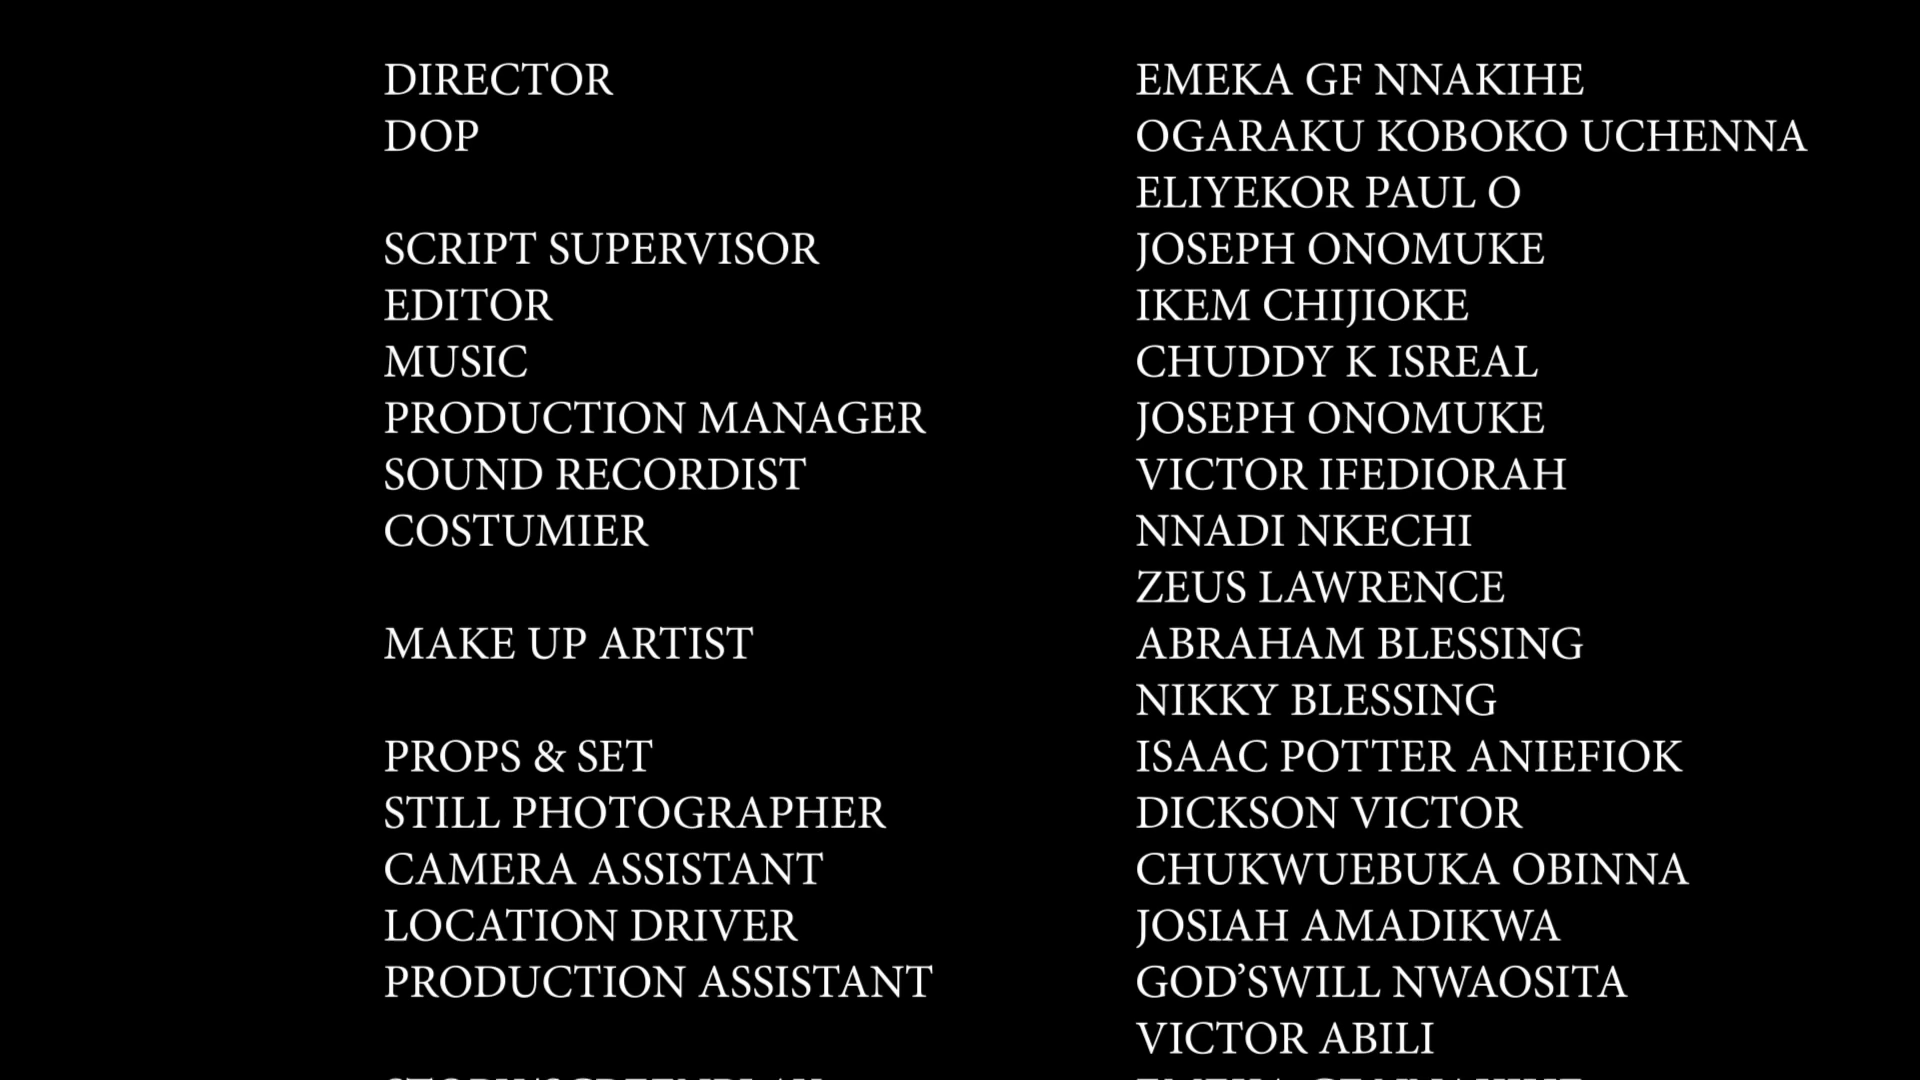 DIRECTOR EMEKA GF NNAKIHE
DOP OGARAKU KOBOKO UCHENNA
ELIYEKOR PAUL O
SCRIPT SUPERVISOR JOSEPH ONOMUKE
EDITOR IKEM CHIJIOKE
MUSIC CHUDDY K ISREAL
PRODUCTION MANAGER JOSEPH ONOMUKE
SOUND RECORDIST VICTOR IFEDIORAH
COSTUMIER NNADI NKECHI
ZEUS LAWRENCE
MAKE UP ARTIST ABRAHAM BLESSING
NIKKY BLESSING
PROPS & SET ISAAC POTTER ANIEFIOK
STILL PHOTOGRAPHER DICKSON VICTOR
CAMERA ASSISTANT CHUKWUEBUKA OBINNA
LOCATION DRIVER JOSIAH AMADIKWA
PRODUCTION ASSISTANT GOD’SWILL NWAOSITA
VICTOR ABILI